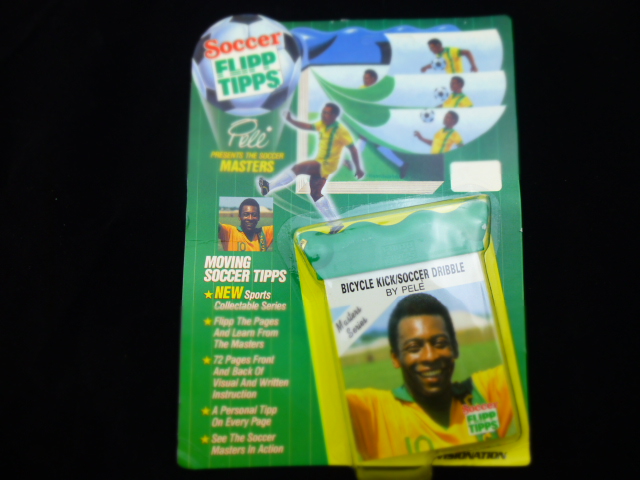 Soccer
FLIPP
TIPPS
Pelé
PRESENTS THE SOCCER
MASTERS
MOVING
SOCCER TIPPS
★ NEW Sports
Collectable Series
★ Flipp The Pages
And Learn From
The Masters
★ 72 Pages Front
And Back Of
Visual And Written
Instruction
★ A Personal Tipp
On Every Page
★ See The Soccer
Masters In Action
BICYCLE KICK/SOCCER DRIBBLE
BY PELÉ
Masters
Series
10
Soccer
FLIPP
TIPPS